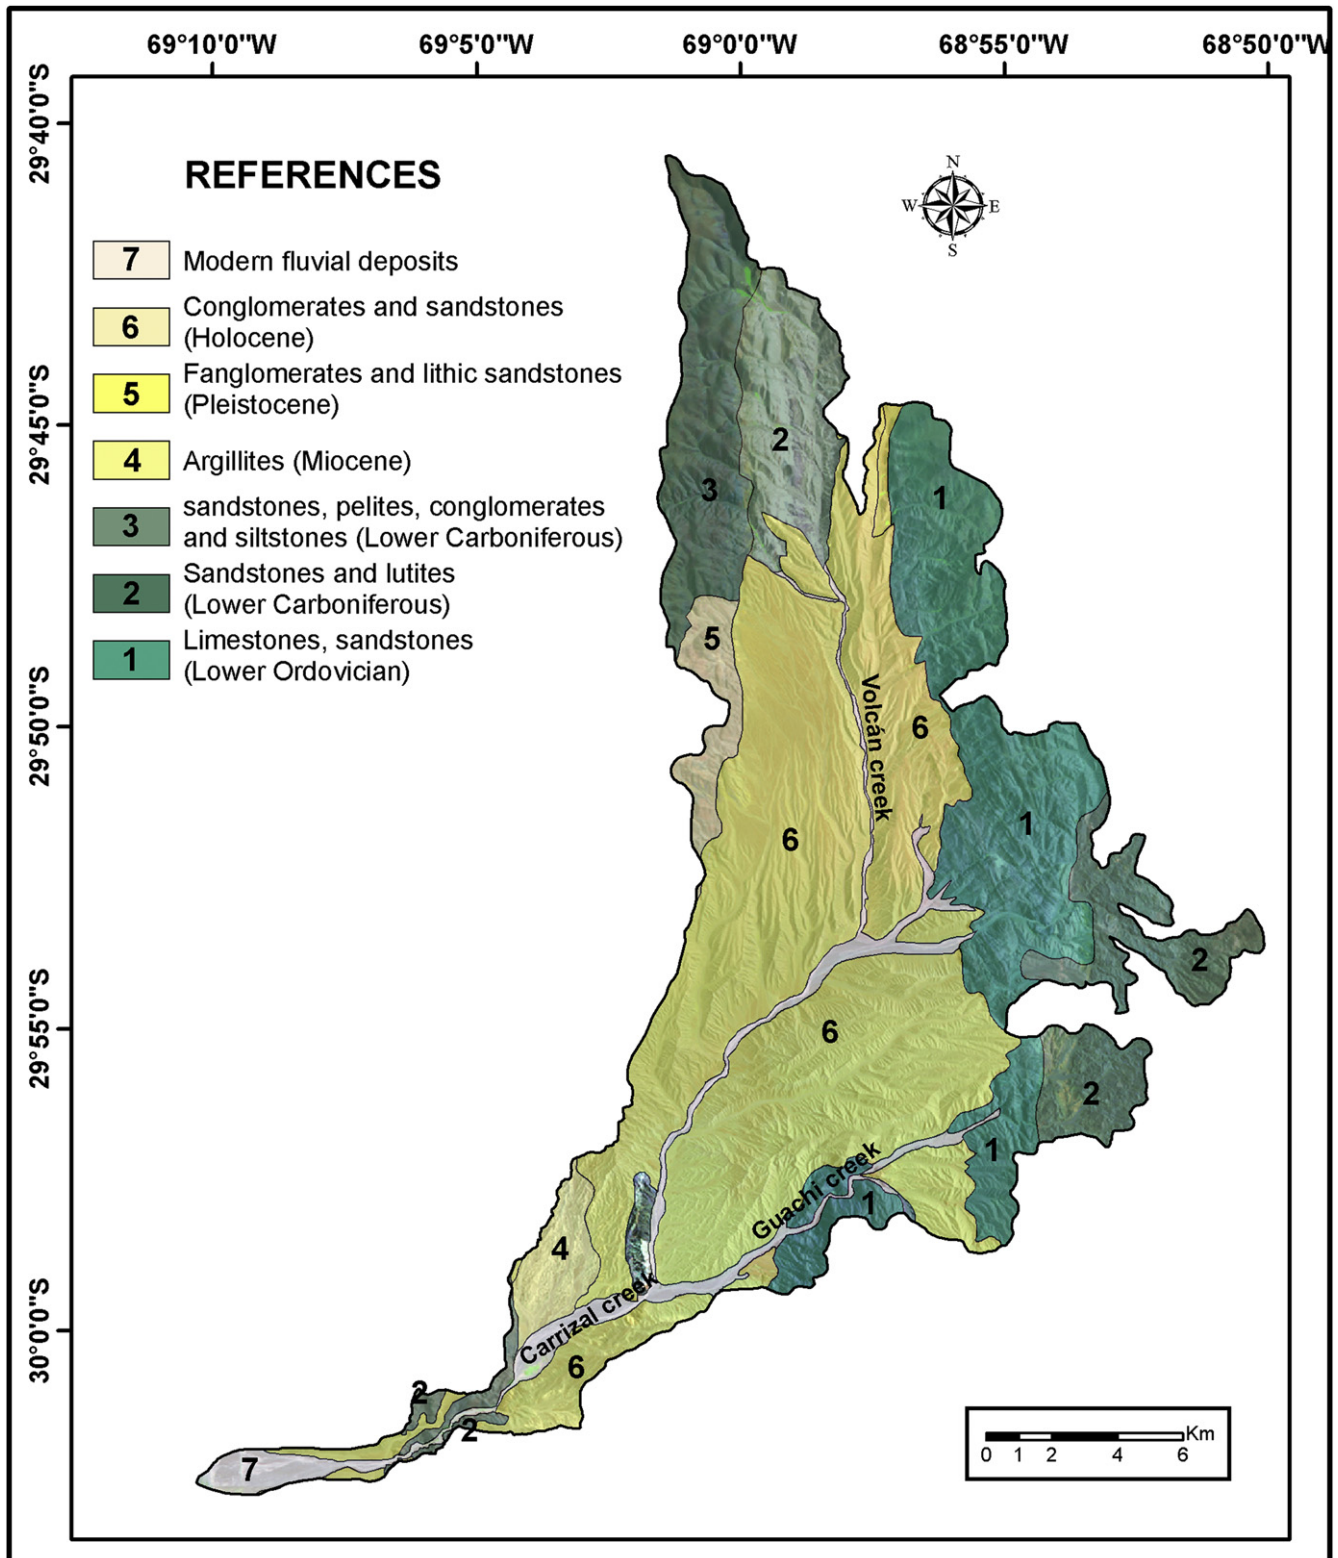 69°10'0"W 69°5'0"W 69°0'0"W 68°55'0"W 68°50'0"W
29°40'0"S
29°45'0"S
29°50'0"S
29°55'0"S
30°0'0"S
REFERENCES
7 Modern fluvial deposits
6 Conglomerates and sandstones
(Holocene)
5 Fanglomerates and lithic sandstones
(Pleistocene)
4 Argillites (Miocene)
3 sandstones, pelites, conglomerates
and siltstones (Lower Carboniferous)
2 Sandstones and lutites
(Lower Carboniferous)
1 Limestones, sandstones
(Lower Ordovician)
N
W E
S
2
3
1
5
Volcán creek
6
1
6
2
6
2
1
Guachi creek
1
4
Carrizal creek
6
2
2
7
Km
0 1 2 4 6